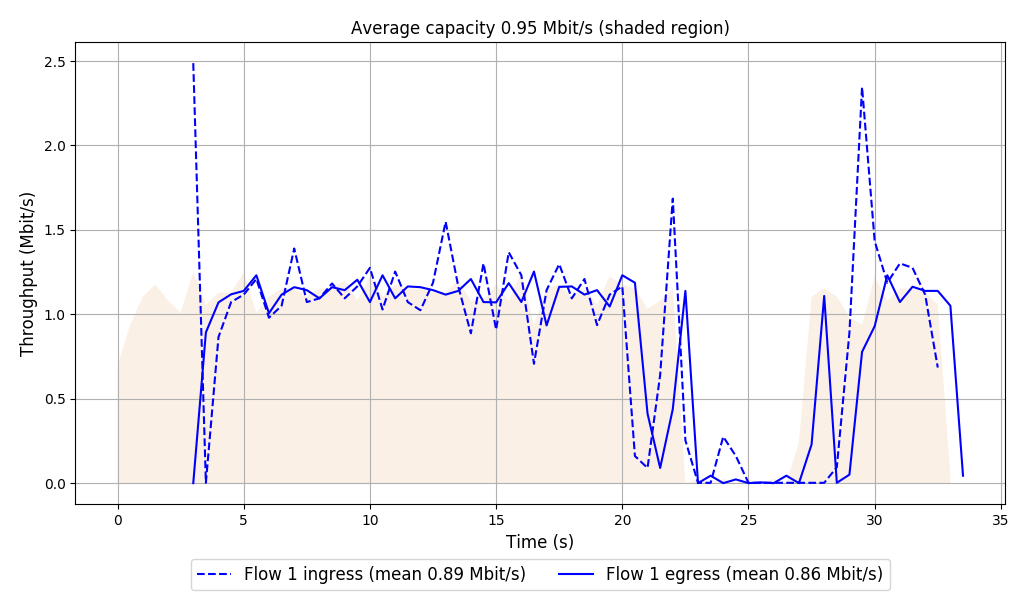 Average capacity 0.95 Mbit/s (shaded region)
Throughput (Mbit/s)
2.5
2.0
1.5
1.0
0.5
0.0
0 5 10 15 20 25 30 35
Time (s)
Flow 1 ingress (mean 0.89 Mbit/s) Flow 1 egress (mean 0.86 Mbit/s)